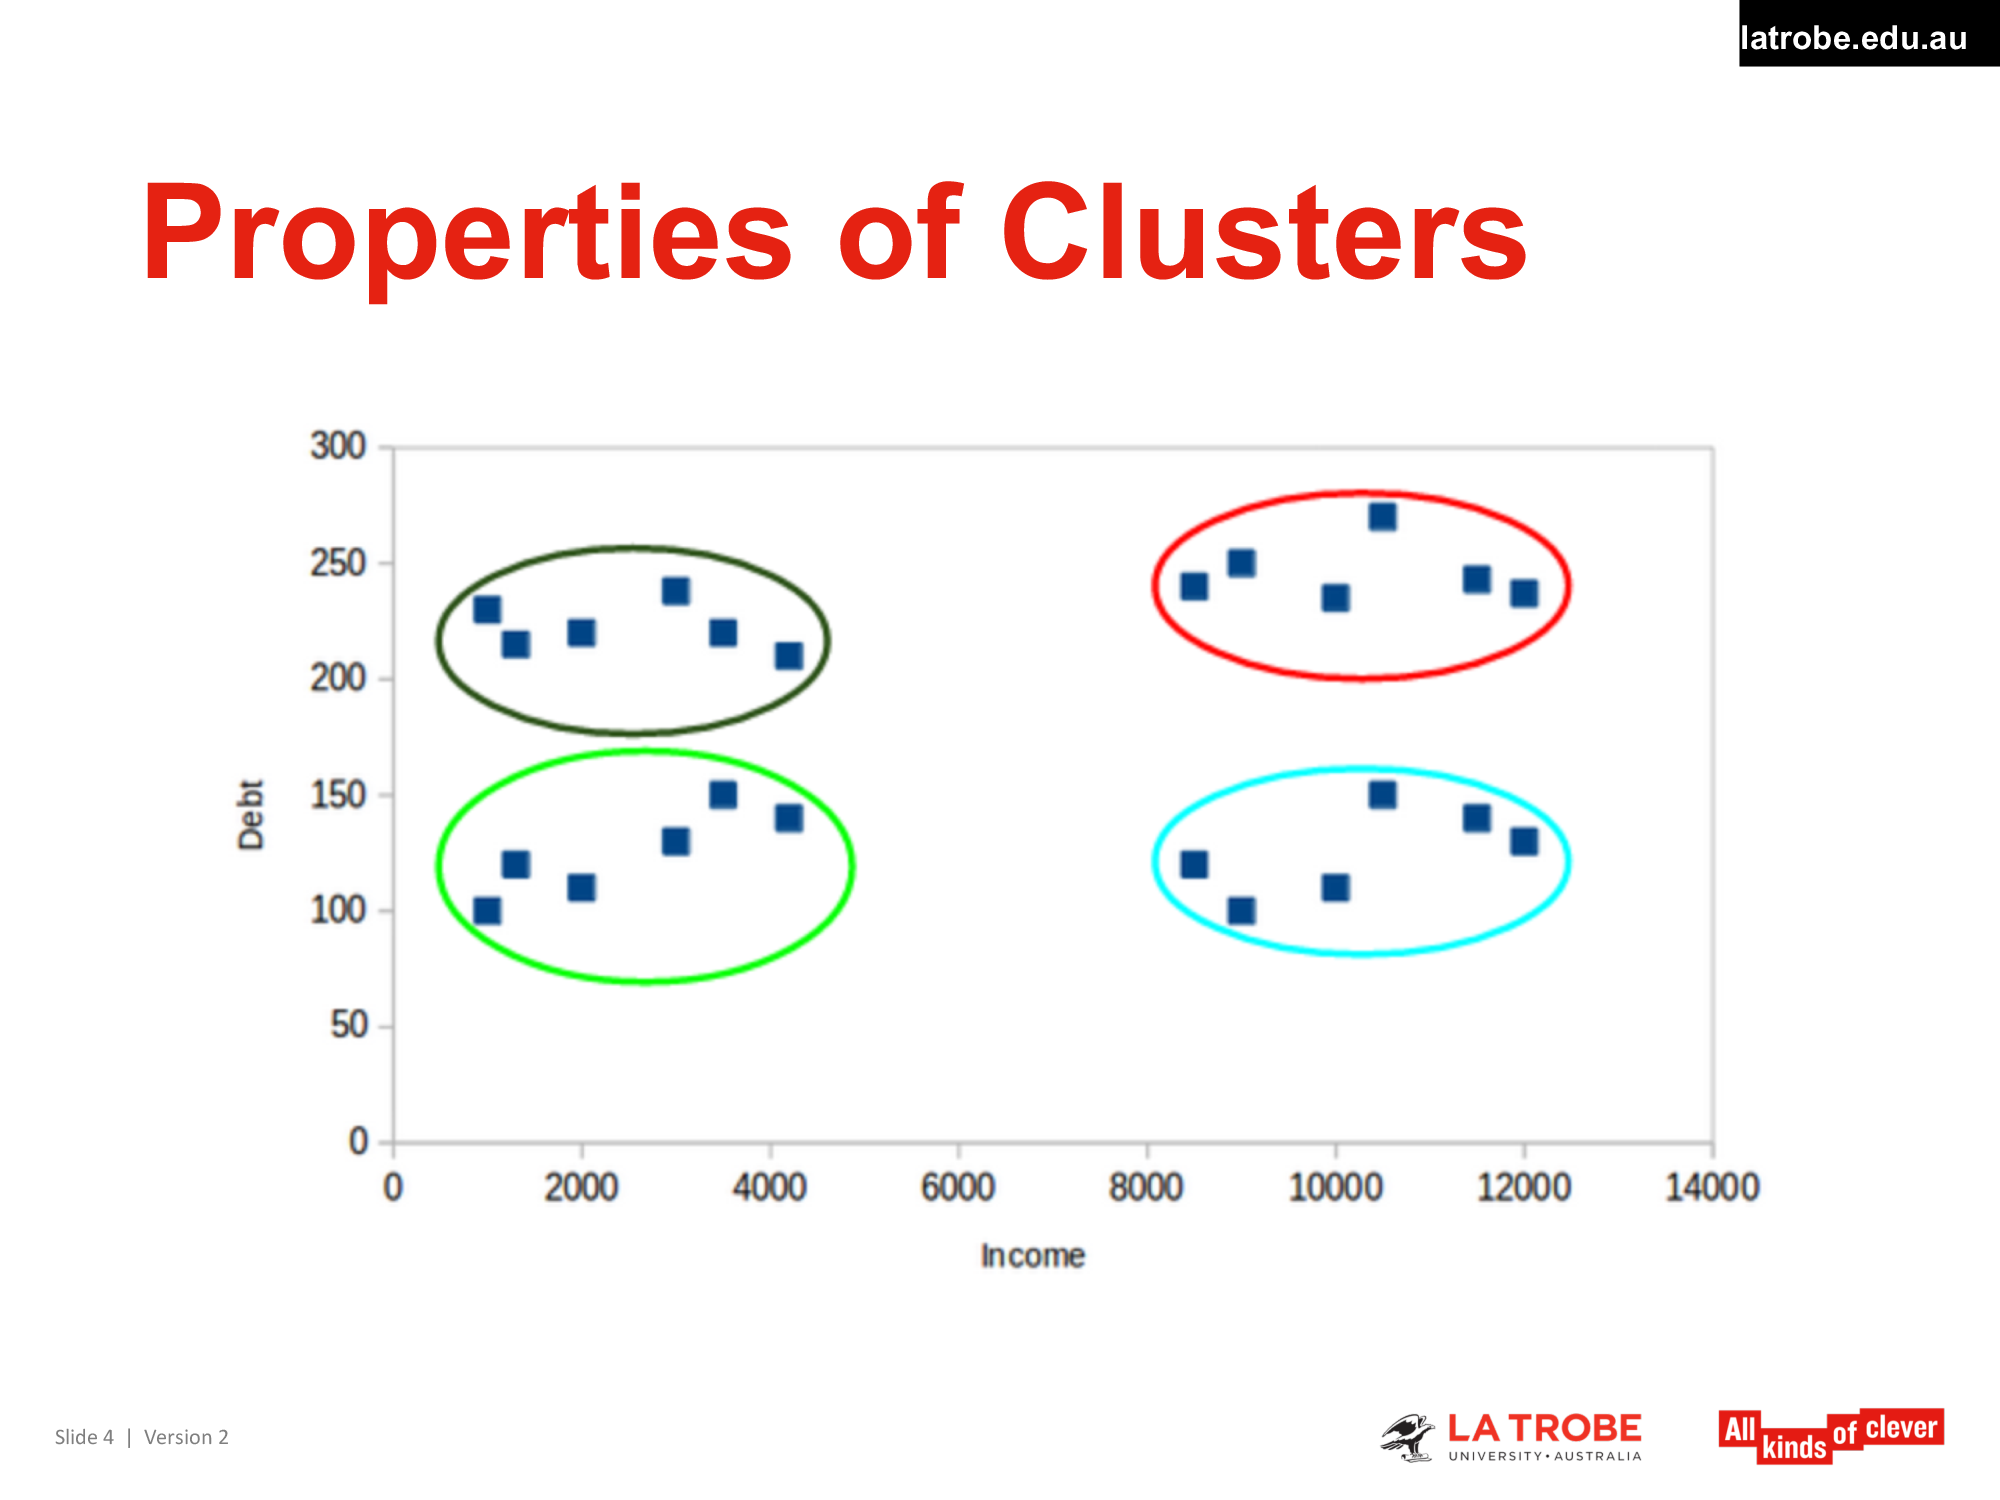 latrobe.edu.au
Properties of Clusters
300
250
200
150
100
50
0
Debt
0 2000 4000 6000 8000 10000 12000 14000
Income
Slide 4 | Version 2
LA TROBE
UNIVERSITY • AUSTRALIA
All kinds of clever